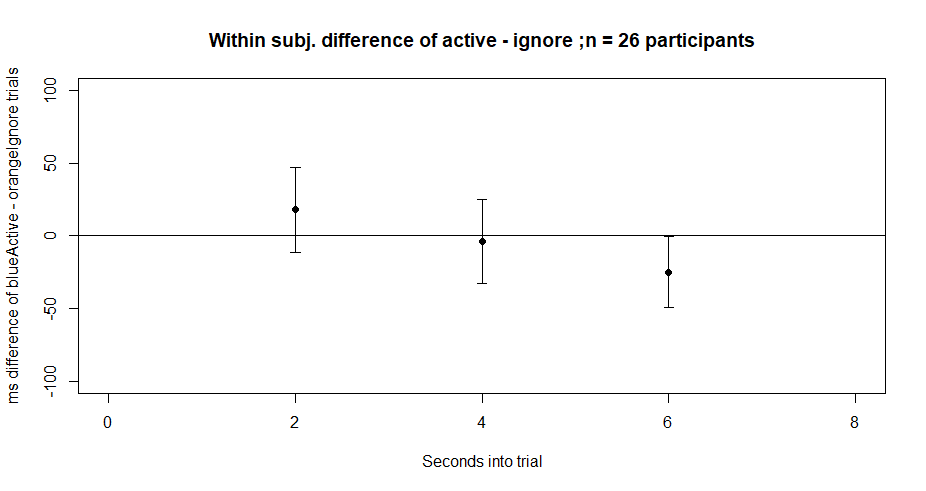 Within subj. difference of active - ignore ;n = 26 participants
ms difference of blueActive - orangeIgnore trials
100
50
0
-50
-100
0 2 4 6 8
Seconds into trial